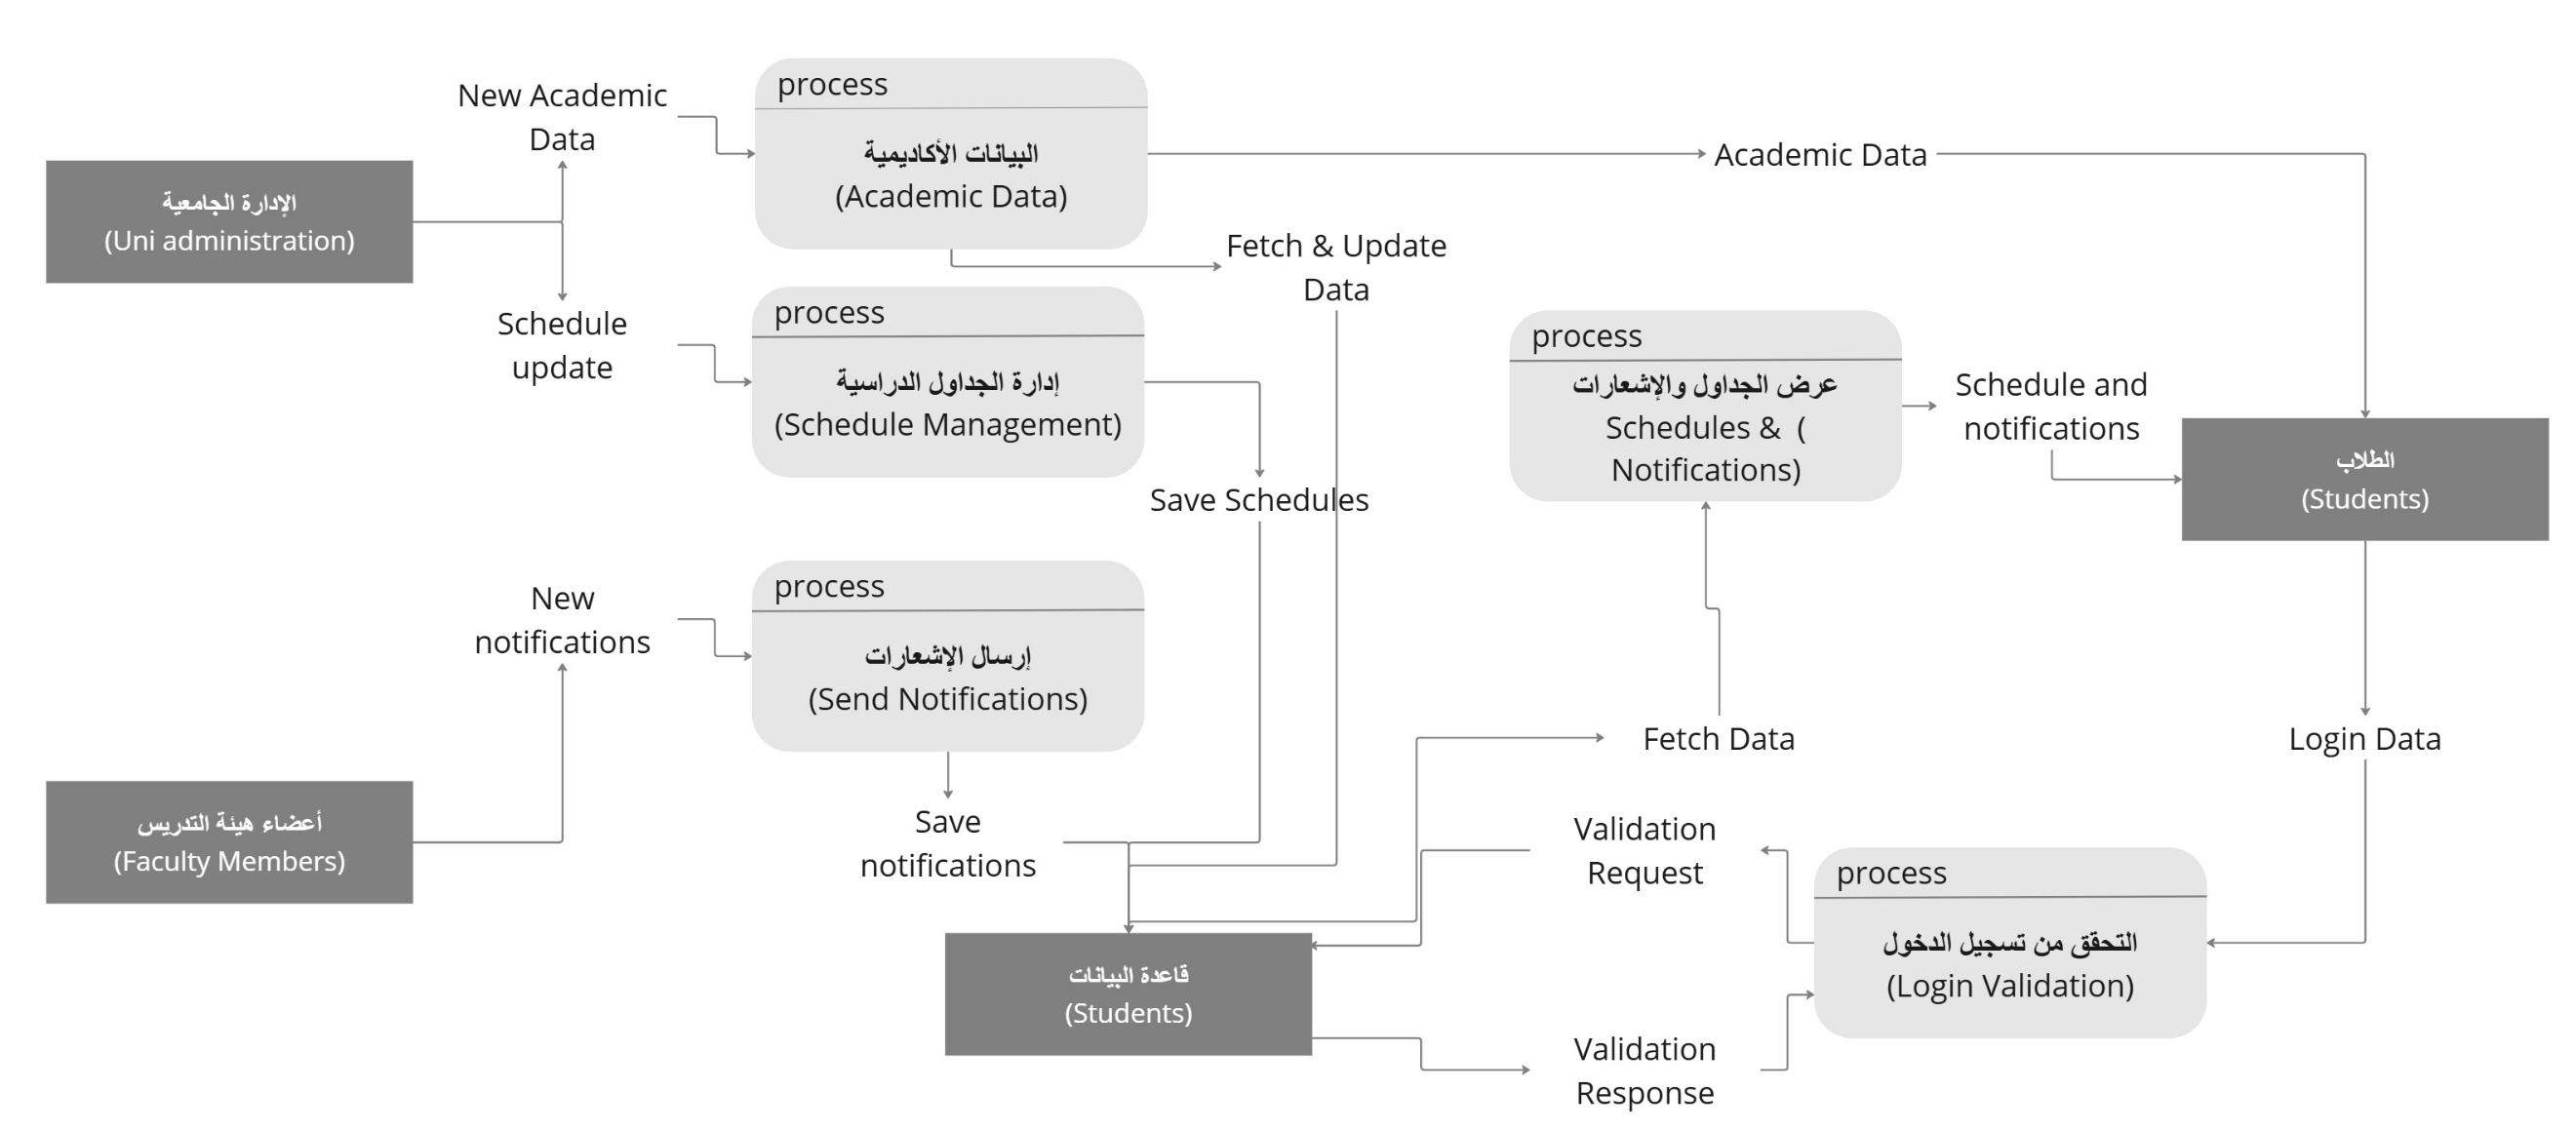 الإدارة الجامعية
(Uni administration)
New Academic
Data
Schedule
update
process
البيانات الأكاديمية
(Academic Data)
Academic Data
Fetch & Update
Data
process
إدارة الجداول الدراسية
(Schedule Management)
Save Schedules
process
عرض الجداول والإشعارات
Schedules &  (
Notifications)
Schedule and
notifications
الطلاب
(Students)
New
notifications
process
إرسال الإشعارات
(Send Notifications)
Save
notifications
أعضاء هيئة التدريس
(Faculty Members)
Fetch Data
Login Data
Validation
Request
process
التحقق من تسجيل الدخول
(Login Validation)
قاعدة البيانات
(Students)
Validation
Response